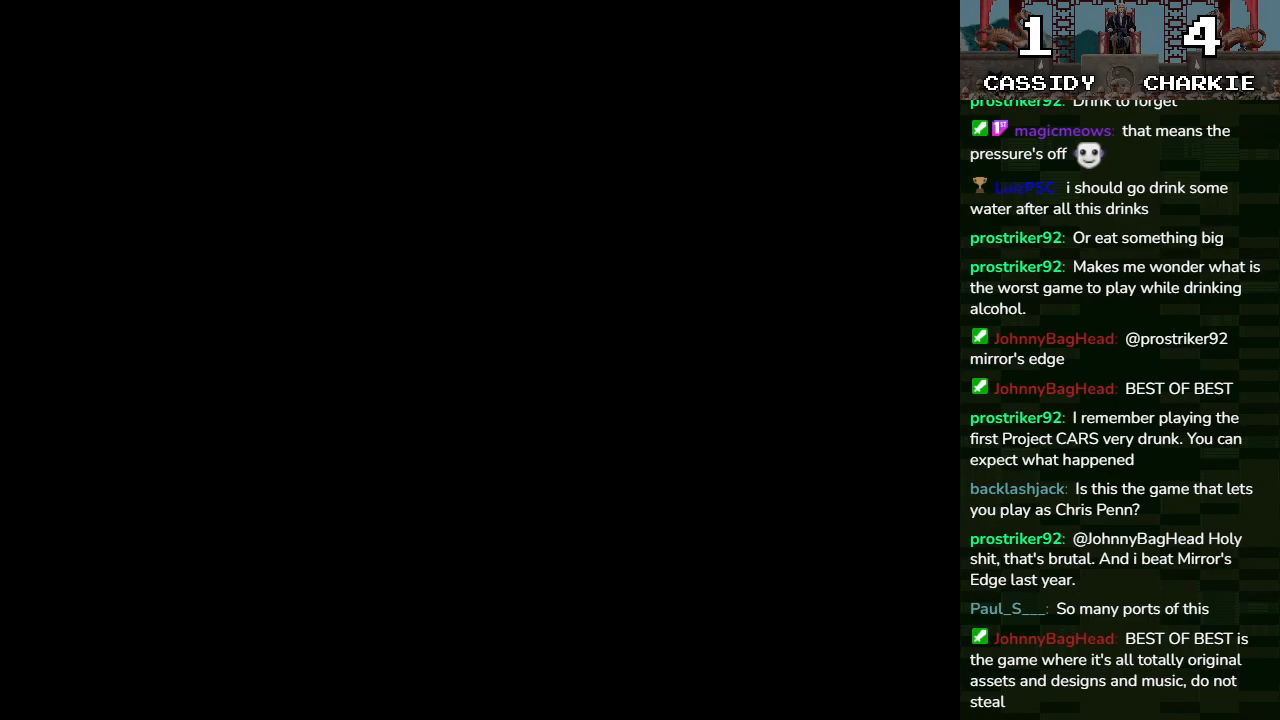 1 4
CASSIDY CHARKIE
prostriker92: Drink to forget
magicmeows: that means the
pressure's off
LuisPSC: i should go drink some
water after all this drinks
prostriker92: Or eat something big
prostriker92: Makes me wonder what is
the worst game to play while drinking
alcohol.
JohnnyBagHead: @prostriker92
mirror's edge
JohnnyBagHead: BEST OF BEST
prostriker92: I remember playing the
first Project CARS very drunk. You can
expect what happened
backlashjack: Is this the game that lets
you play as Chris Penn?
prostriker92: @JohnnyBagHead Holy
shit, that's brutal. And i beat Mirror's
Edge last year.
Paul_S___: So many ports of this
JohnnyBagHead: BEST OF BEST is
the game where it's all totally original
assets and designs and music, do not
steal